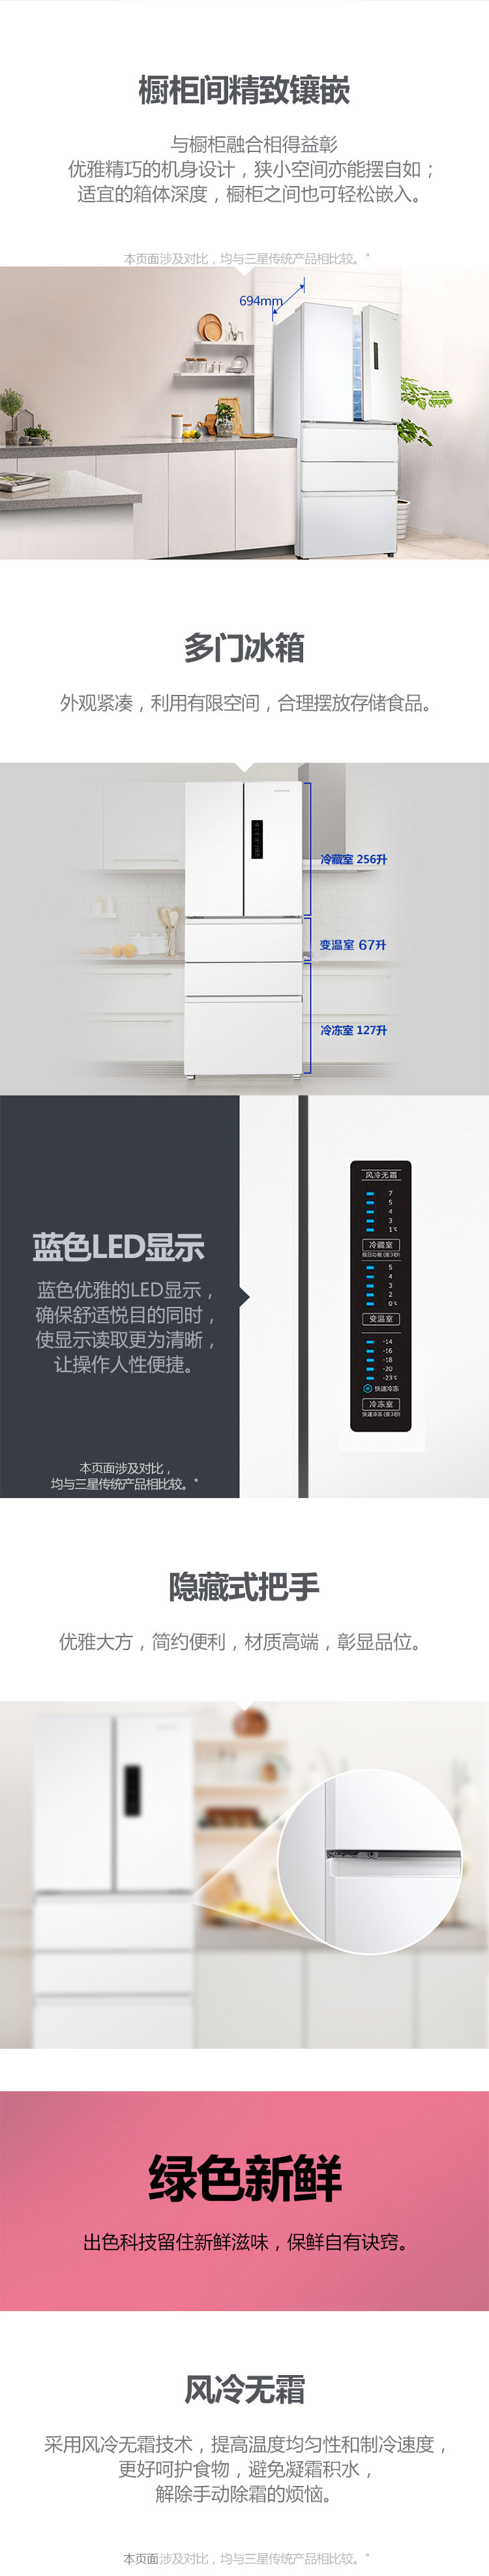 橱柜间精致镶嵌
与橱柜融合相得益彰
优雅精巧的机身设计，狭小空间亦能摆自如；
适宜的箱体深度，橱柜之间也可轻松嵌入。
本页面涉及对比，均与三星传统产品相比较。"
694mm
多门冰箱
外观紧凑，利用有限空间，合理摆放存储食品。
冷藏室 256升
变温室 67升
冷冻室 127升
蓝色LED显示
蓝色优雅的LED显示，
确保舒适悦目的同时，
使显示读取更为清晰，
让操作人性便捷。
本页面涉及对比，
均与三星传统产品相比较。"
风冷无霜
7
5
4
3
1℃
冷藏室
假日功能(按3秒)
5
4
3
2
0℃
变温室
-14
-16
-18
-20
-23℃
快速冷冻
冷冻室
快速冷冻(按3秒)
隐藏式把手
优雅大方，简约便利，材质高端，彰显品位。
绿色新鲜
出色科技留住新鲜滋味，保鲜自有诀窍。
风冷无霜
采用风冷无霜技术，提高温度均匀性和制冷速度，
更好呵护食物，避免凝霜积水，
解除手动除霜的烦恼。
本页面涉及对比，均与三星传统产品相比较。"